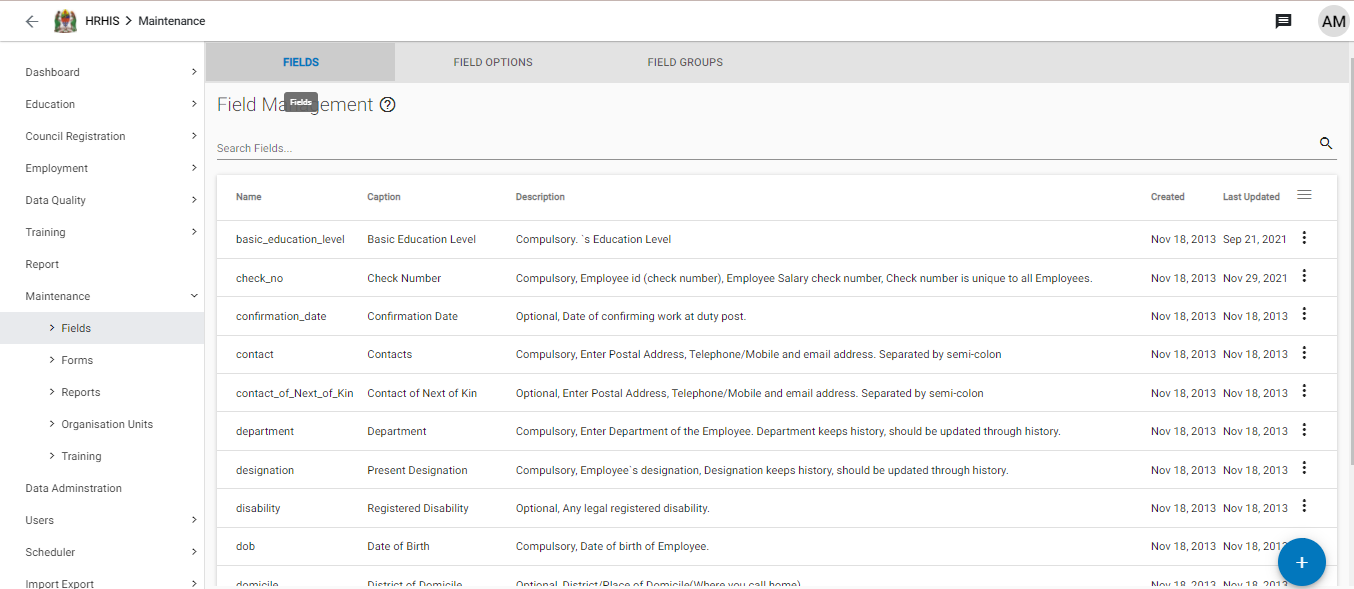 HRHIS > Maintenance
AM
Dashboard
Education
Council Registration
Employment
Data Quality
Training
Report
Maintenance
Fields
Forms
Reports
Organisation Units
Training
Data Adminstration
Users
Scheduler
Import Export
FIELDS FIELD OPTIONS FIELD GROUPS
Fields
Field Management ?
Search Fields...
Name Caption Description Created Last Updated
basic_education_level Basic Education Level Compulsory. `s Education Level Nov 18, 2013 Sep 21, 2021
check_no Check Number Compulsory, Employee id (check number), Employee Salary check number, Check number is unique to all Employees. Nov 18, 2013 Nov 29, 2021
confirmation_date Confirmation Date Optional, Date of confirming work at duty post. Nov 18, 2013 Nov 18, 2013
contact Contacts Compulsory, Enter Postal Address, Telephone/Mobile and email address. Separated by semi-colon Nov 18, 2013 Nov 18, 2013
contact_of_Next_of_Kin Contact of Next of Kin Optional, Enter Postal Address, Telephone/Mobile and email address. Separated by semi-colon Nov 18, 2013 Nov 18, 2013
department Department Compulsory, Enter Department of the Employee. Department keeps history, should be updated through history. Nov 18, 2013 Nov 18, 2013
designation Present Designation Compulsory, Employee`s designation, Designation keeps history, should be updated through history. Nov 18, 2013 Nov 18, 2013
disability Registered Disability Optional, Any legal registered disability. Nov 18, 2013 Nov 18, 2013
dob Date of Birth Compulsory, Date of birth of Employee. Nov 18, 2013 Nov 18, 2013
domicile District of Domicile Optional, District/Place of Domicile(Where you call home) Nov 18, 2013 Nov 18, 2013
+